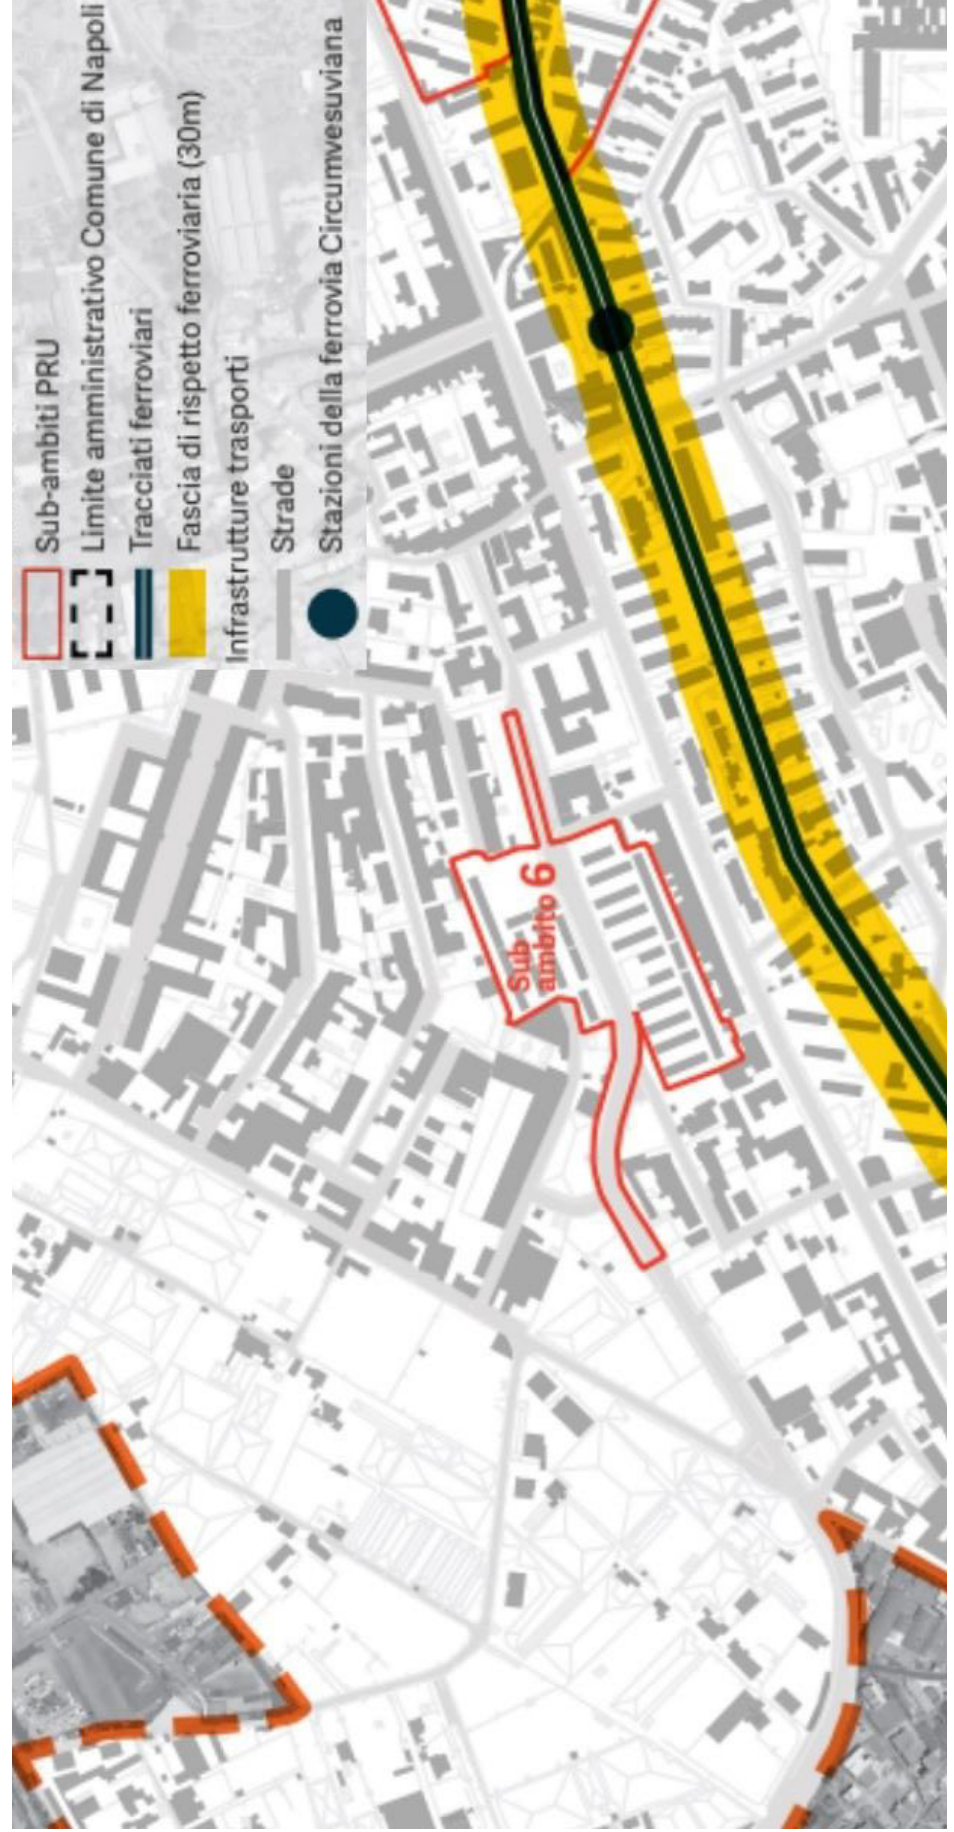 Sub-ambiti PRU
Limite amministrativo Comune di Napoli
Tracciati ferroviari
Fascia di rispetto ferroviaria (30m)
Infrastrutture trasporti
Strade
Stazioni della ferrovia Circumvesuviana
Sub
ambito 6